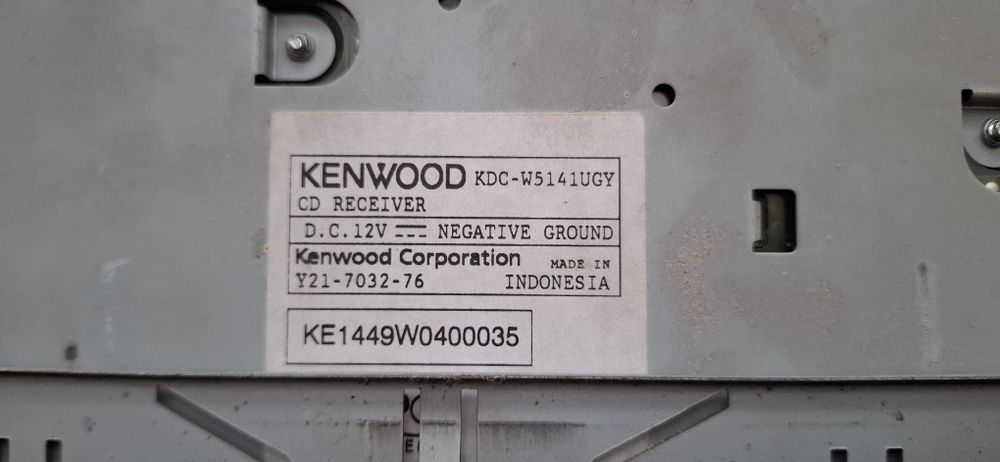 KENWOOD KDC-W5141UGY
CD RECEIVER
D.C.12V NEGATIVE GROUND
Kenwood Corporation MADE IN
Y21-7032-76 INDONESIA
KE1449W0400035